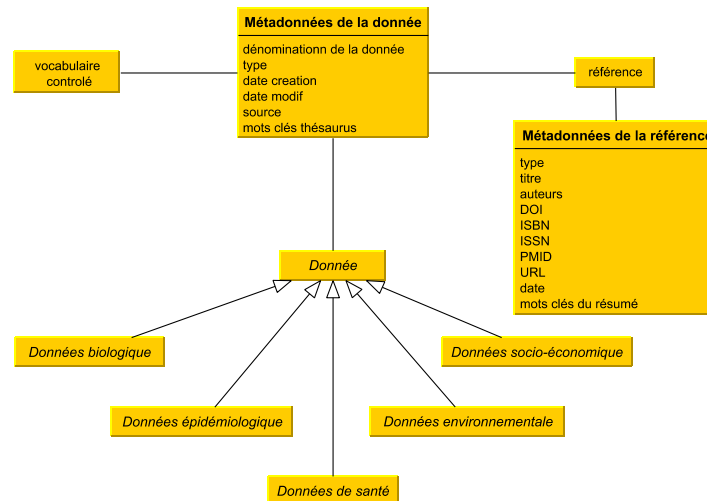 Métadonnées de la donnée
dénominationn de la donnée
type
date creation
date modif
source
mots clés thésaurus
vocabulaire
controlé
référence
Métadonnées de la référence
type
titre
auteurs
DOI
ISBN
ISSN
PMID
URL
date
mots clés du résumé
Donnée
Données biologique
Données socio-économique
Données épidémiologique
Données environnementale
Données de santé